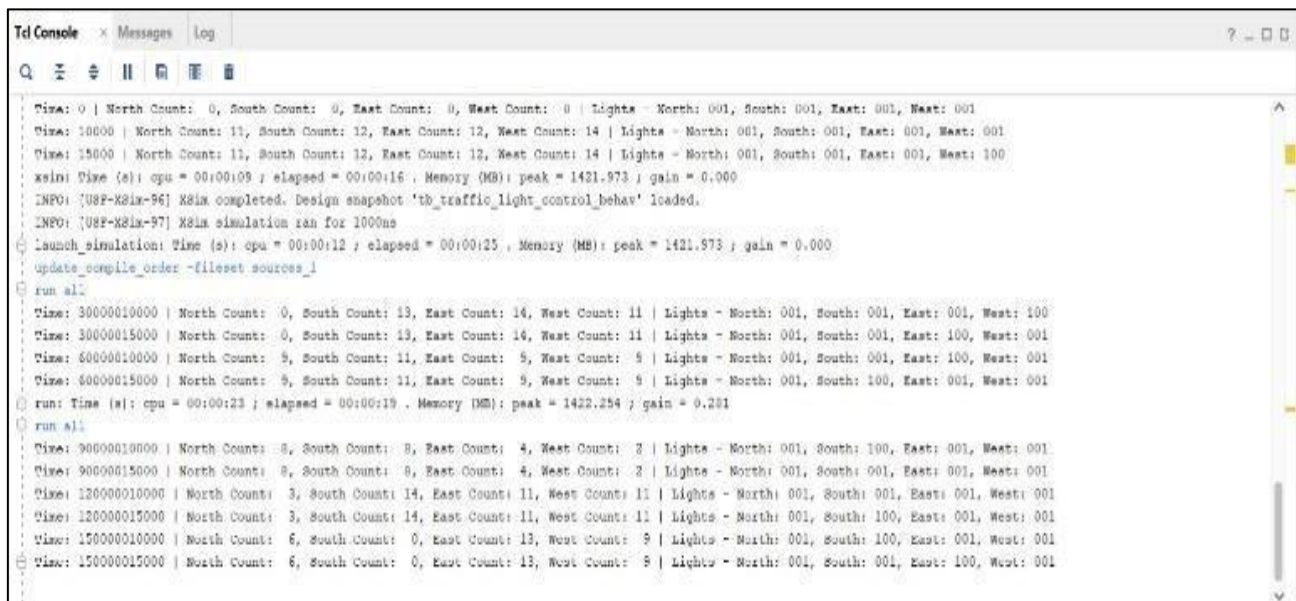 Tcl Console × Messages Log ? _
Time: 0 | North Count: 0, South Count: 0, East Count: 0, West Count: 0 | Lights - North: 001, South: 001, East: 001, West: 001
Time: 10000 | North Count: 11, South Count: 12, East Count: 12, West Count: 14 | Lights - North: 001, South: 001, East: 001, West: 001
Time: 15000 | North Count: 11, South Count: 12, East Count: 12, West Count: 14 | Lights - North: 001, South: 001, East: 001, West: 100
xsim: Time (s): cpu = 00:00:09 ; elapsed = 00:00:16 . Memory (MB): peak = 1421.973 ; gain = 0.000
INFO: [USF-XSim-96] XSim completed. Design snapshot 'tb_traffic_light_control_behav' loaded.
INFO: [USF-XSim-97] XSim simulation ran for 1000ns
launch_simulation: Time (s): cpu = 00:00:12 ; elapsed = 00:00:25 . Memory (MB): peak = 1421.973 ; gain = 0.000
update_compile_order -fileset sources_1
run all
Time: 30000010000 | North Count: 0, South Count: 13, East Count: 14, West Count: 11 | Lights - North: 001, South: 001, East: 001, West: 100
Time: 30000015000 | North Count: 0, South Count: 13, East Count: 14, West Count: 11 | Lights - North: 001, South: 001, East: 100, West: 001
Time: 60000010000 | North Count: 9, South Count: 11, East Count: 9, West Count: 9 | Lights - North: 001, South: 001, East: 100, West: 001
Time: 60000015000 | North Count: 9, South Count: 11, East Count: 9, West Count: 9 | Lights - North: 001, South: 100, East: 001, West: 001
run: Time (s): cpu = 00:00:23 ; elapsed = 00:00:19 . Memory (MB): peak = 1422.254 ; gain = 0.281
run all
Time: 90000010000 | North Count: 8, South Count: 8, East Count: 4, West Count: 2 | Lights - North: 001, South: 100, East: 001, West: 001
Time: 90000015000 | North Count: 8, South Count: 8, East Count: 4, West Count: 2 | Lights - North: 001, South: 001, East: 001, West: 001
Time: 120000010000 | North Count: 3, South Count: 14, East Count: 11, West Count: 11 | Lights - North: 001, South: 001, East: 001, West: 001
Time: 120000015000 | North Count: 3, South Count: 14, East Count: 11, West Count: 11 | Lights - North: 001, South: 100, East: 001, West: 001
Time: 150000010000 | North Count: 6, South Count: 0, East Count: 13, West Count: 9 | Lights - North: 001, South: 100, East: 001, West: 001
Time: 150000015000 | North Count: 6, South Count: 0, East Count: 13, West Count: 9 | Lights - North: 001, South: 001, East: 100, West: 001